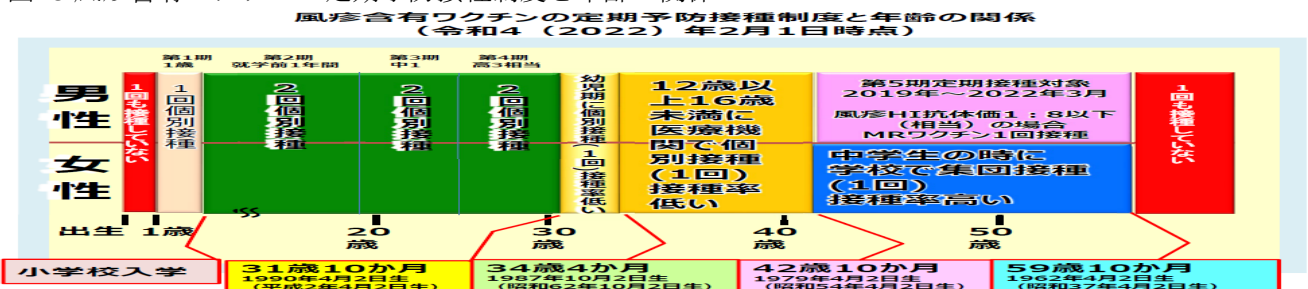 風疹含有ワクチンの定期予防接種制度と年齢の関係
(令和4(2022)年2月1日時点)
第1期
1歳
第2期
就学前1年間
第3期
中1
第4期
高3相当
男性
女性
1回も接種していない
1回個別接種
2回個別接種
2回個別接種
2回個別接種
幼児期に個別接種(1回)接種率低い
12歳以
上16歳
未満に
医療機
関で個
別接種
(1回)
接種率
低い
第5期定期接種対象
2019年~2022年3月
風疹HI抗体価1:8以下
(相当)の場合
MRワクチン1回接種
中学生の時に
学校で集団接種
(1回)
接種率高い
1回も接種していない
出生
1歳
20
歳
30
歳
40
歳
50
歳
小学校入学
31歳10か月
1990年4月2日生
(平成2年4月2日生)
34歳4か月
1987年10月2日生
(昭和62年10月2日生)
42歳10か月
1979年4月2日生
(昭和54年4月2日生)
59歳10か月
1962年4月2日生
(昭和37年4月2日生)